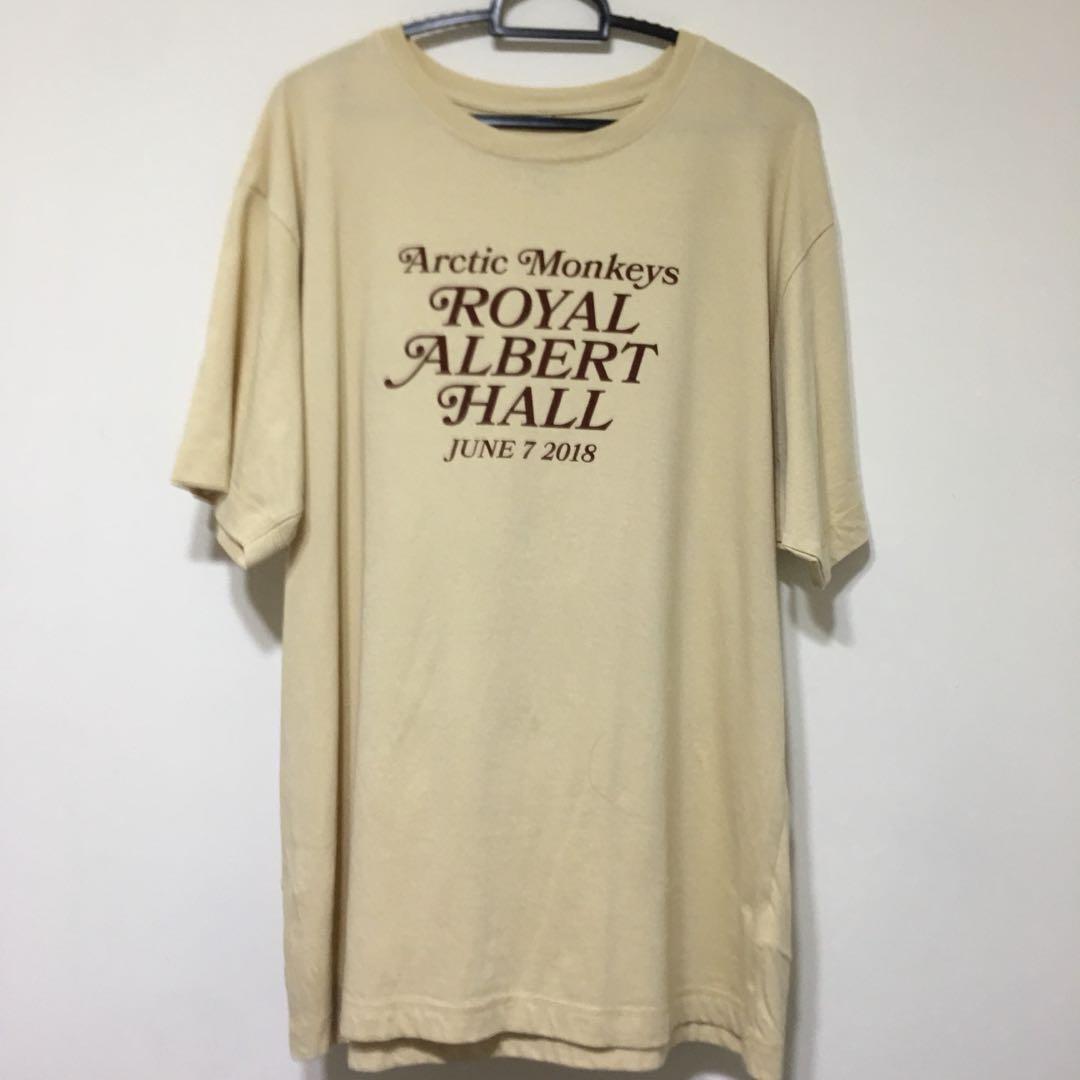 Arctic Monkeys
ROYAL
ALBERT
HALL
JUNE 7 2018